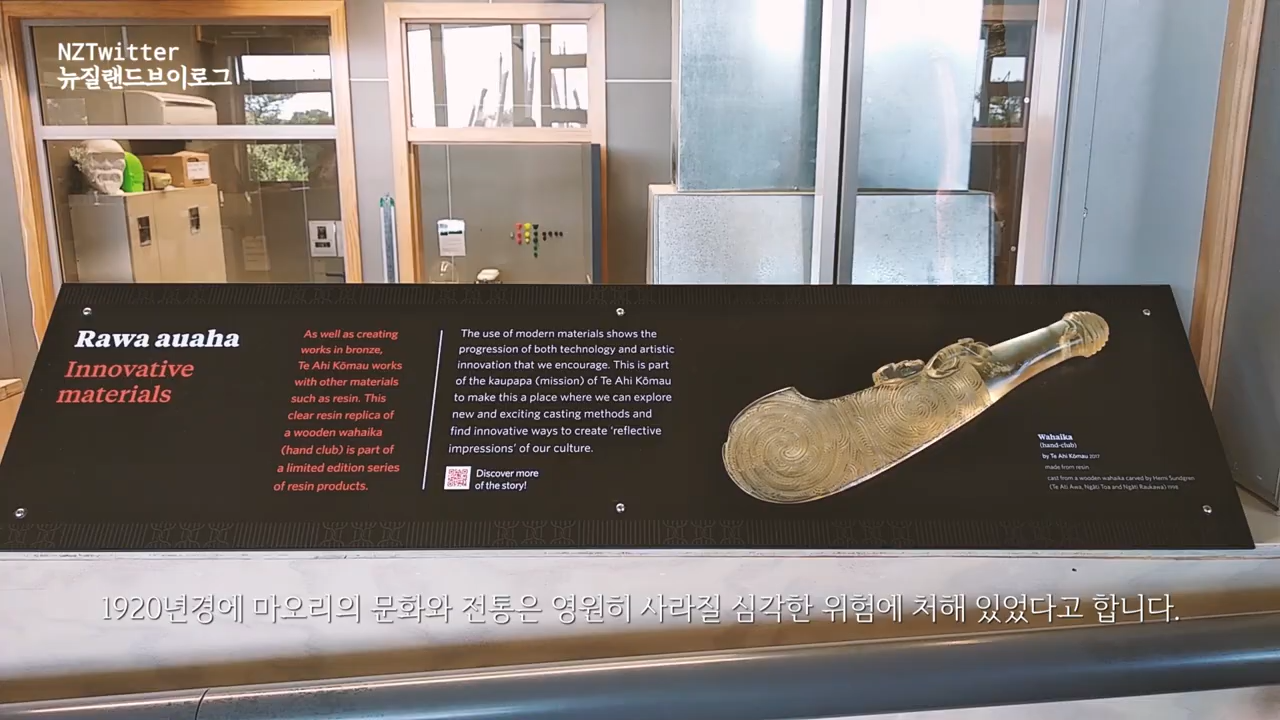 NZTwitter
뉴질랜드브이로그
Rawa auaha
Innovative
materials
As well as creating
works in bronze,
Te Ahi Kōmau works
with other materials
such as resin. This
clear resin replica of
a wooden wahaika
(hand club) is part of
a limited edition series
of resin products.
The use of modern materials shows the
progression of both technology and artistic
innovation that we encourage. This is part
of the kaupapa (mission) of Te Ahi Kōmau
to make this a place where we can explore
new and exciting casting methods and
find innovative ways to create ‘reflective
impressions’ of our culture.
Discover more
of the story!
Wahaika
(hand-club)
by Te Ahi Kōmau 2017
made from resin
cast from a wooden wahaika carved by Hemi Sundgren
(Te Ati Awa, Ngāti Toa and Ngāti Raukawa) 1998
1920년경에 마오리의 문화와 전통은 영원히 사라질 심각한 위험에 처해 있었다고 합니다.